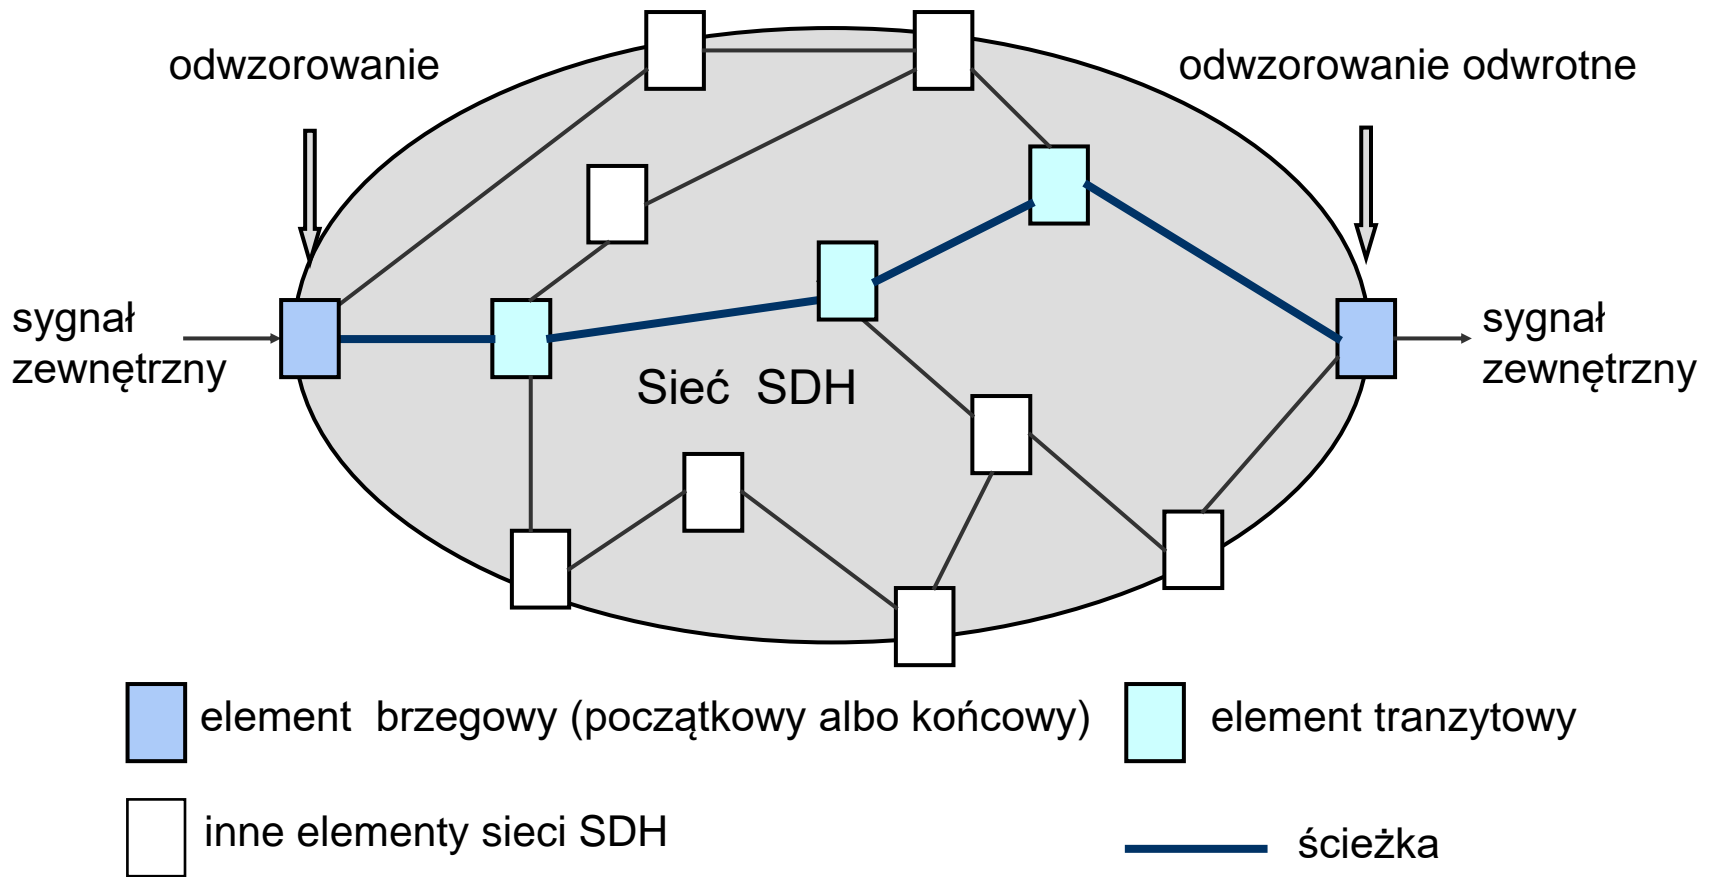 odwzorowanie
odwzorowanie odwrotne
sygnał
zewnętrzny
sygnał
zewnętrzny
Sieć SDH
element brzegowy (początkowy albo końcowy)
element tranzytowy
inne elementy sieci SDH
ścieżka